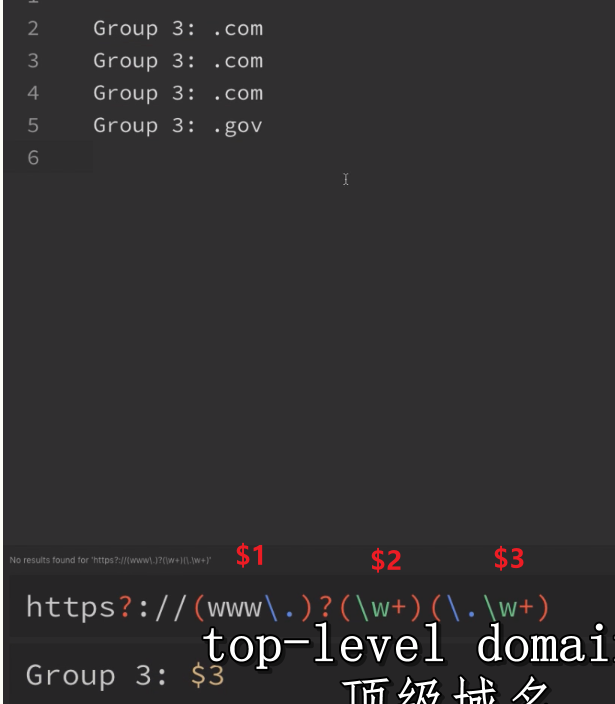 2 Group 3: .com
3 Group 3: .com
4 Group 3: .com
5 Group 3: .gov
6
No results found for 'https?://(www\.)?(\w+)(\.\w+)'
$1 $2 $3
https?://(www\.)?(\w+)(\.\w+)
top-level domai
Group 3: $3
顶级域名